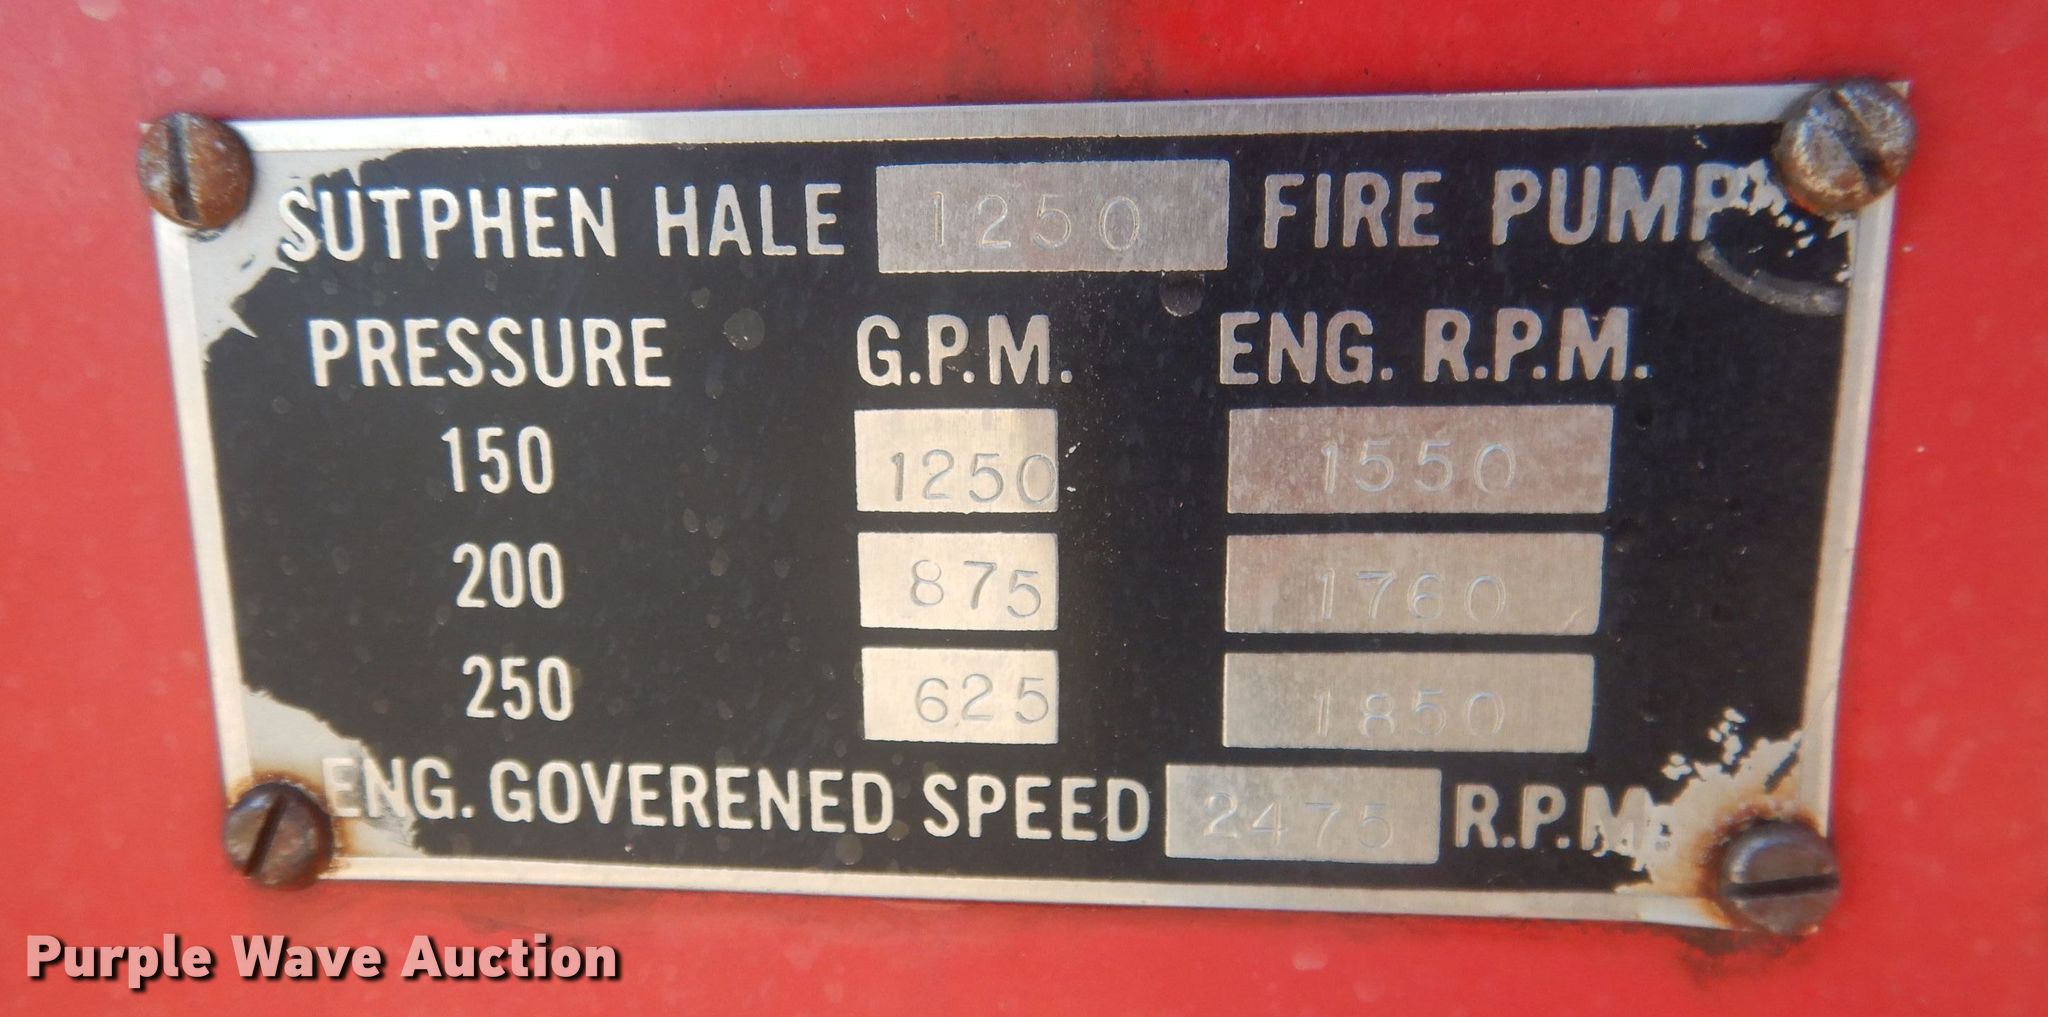 SUTPHEN HALE 1250 FIRE PUMP
PRESSURE G.P.M. ENG. R.P.M.
150 1250 1550
200 875 1760
250 625 1850
ENG. GOVERENED SPEED 2475 R.P.M.
Purple Wave Auction